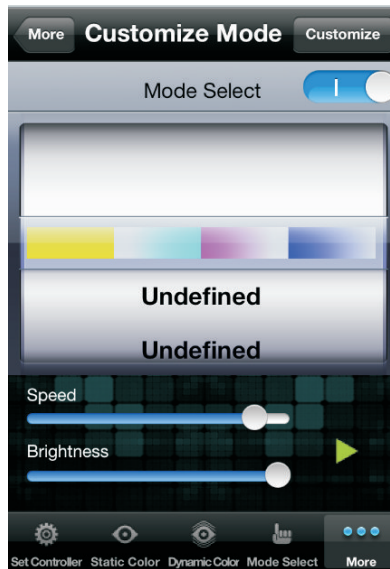 More Customize Mode Customize
Mode Select
Undefined
Undefined
Speed
Brightness
Set Controller Static Color Dynamic Color Mode Select More